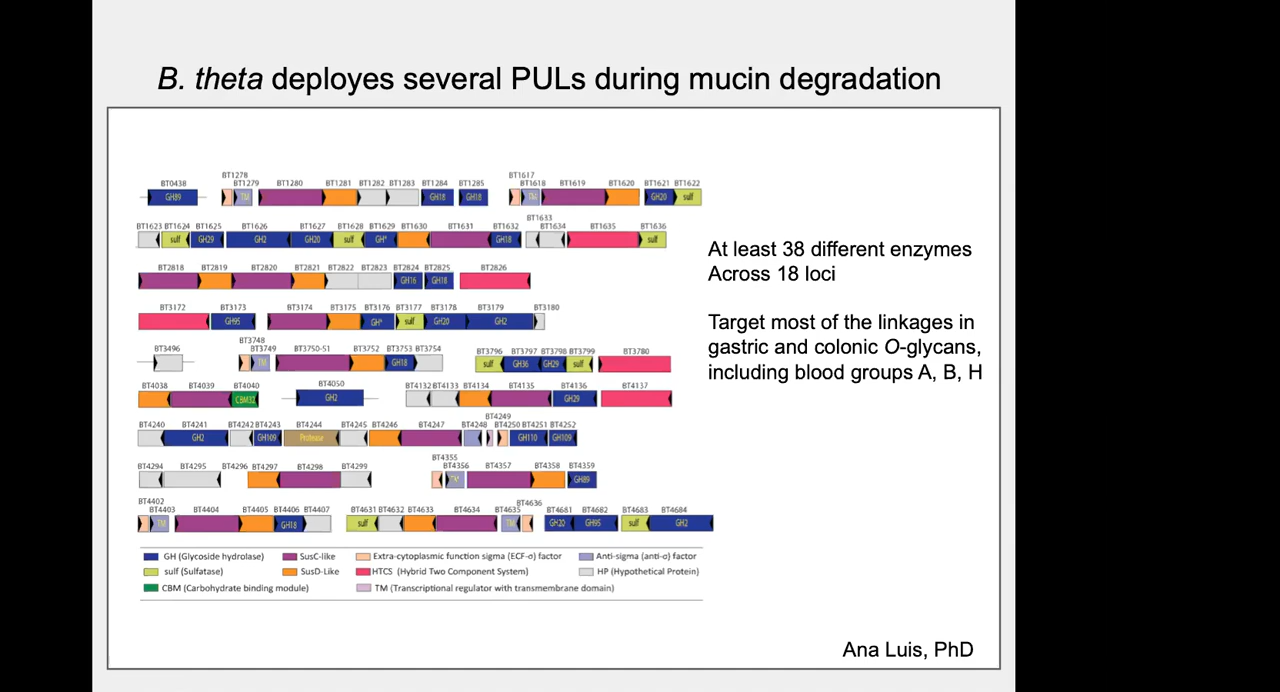 B. theta deployes several PULs during mucin degradation
BT1278 BT1617
BT0438 BT1279 BT1280 BT1281 BT1282 BT1283 BT1284 BT1285 BT1618 BT1619 BT1620 BT1621 BT1622
GH89 TM GH18 GH18 TM GH20 sulf
BT1633
BT1623 BT1624 BT1625 BT1626 BT1627 BT1628 BT1629 BT1630 BT1631 BT1632 BT1634 BT1635 BT1636
sulf GH29 GH2 GH20 sulf GH* GH18 sulf
BT2818 BT2819 BT2820 BT2821 BT2822 BT2823 BT2824 BT2825 BT2826
GH16 GH18
BT3172 BT3173 BT3174 BT3175 BT3176 BT3177 BT3178 BT3179 BT3180
GH95 GH* sulf GH20 GH2
BT3748
BT3496 BT3749 BT3750-51 BT3752 BT3753 BT3754 BT3796 BT3797 BT3798 BT3799 BT3780
TM GH18 sulf GH36 GH29 sulf
BT4038 BT4039 BT4040 BT4050 BT4132 BT4133 BT4134 BT4135 BT4136 BT4137
CBM32 GH2 GH29
BT4249
BT4240 BT4241 BT4242 BT4243 BT4244 BT4245 BT4246 BT4247 BT4248 BT4250 BT4251 BT4252
GH2 GH109 Protease GH110 GH109
BT4355
BT4294 BT4295 BT4296 BT4297 BT4298 BT4299 BT4356 BT4357 BT4358 BT4359
TM GH89
BT4402 BT4636
BT4403 BT4404 BT4405 BT4406 BT4407 BT4631 BT4632 BT4633 BT4634 BT4635 BT4681 BT4682 BT4683 BT4684
TM GH18 sulf TM GH20 GH95 sulf GH2
GH (Glycoside hydrolase) SusC-like Extra-cytoplasmic function sigma (ECF-σ) factor Anti-sigma (anti-σ) factor
sulf (Sulfatase) SusD-Like HTCS (Hybrid Two Component System) HP (Hypothetical Protein)
CBM (Carbohydrate binding module) TM (Transcriptional regulator with transmembrane domain)
At least 38 different enzymes
Across 18 loci
Target most of the linkages in
gastric and colonic O-glycans,
including blood groups A, B, H
Ana Luis, PhD